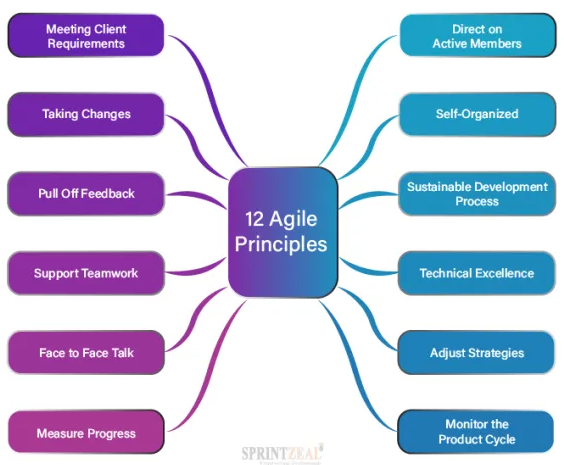 Meeting Client
Requirements
Taking Changes
Pull Off Feedback
Support Teamwork
Face to Face Talk
Measure Progress
12 Agile
Principles
Direct on
Active Members
Self-Organized
Sustainable Development
Process
Technical Excellence
Adjust Strategies
Monitor the
Product Cycle
SPRINTZEAL